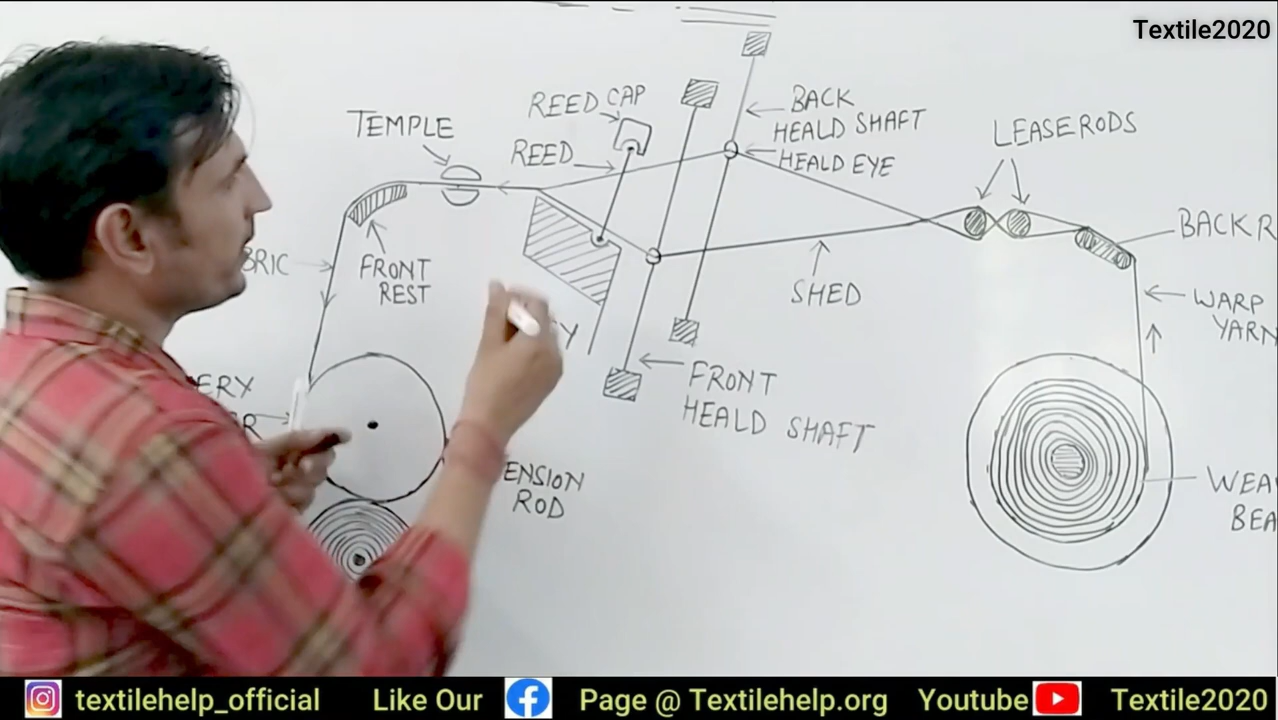 Textile2020
REED CAP
TEMPLE
REED
BACK
HEALD SHAFT
HEALD EYE
LEASE RODS
FRONT
REST
SHED
WARP
FRONT
HEALD SHAFT
ROD
textilehelp_official Like Our Page @ Textilehelp.org Youtube Textile2020